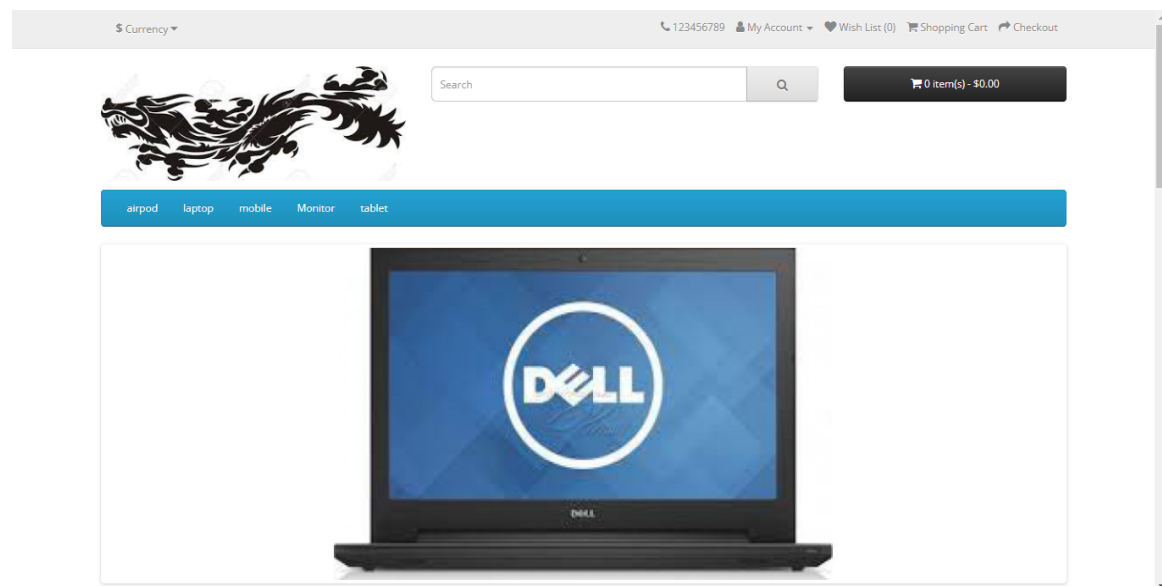 $ Currency
123456789 My Account Wish List (0) Shopping Cart Checkout
Search
0 item(s) - $0.00
airpod laptop mobile Monitor tablet
DELL
DELL